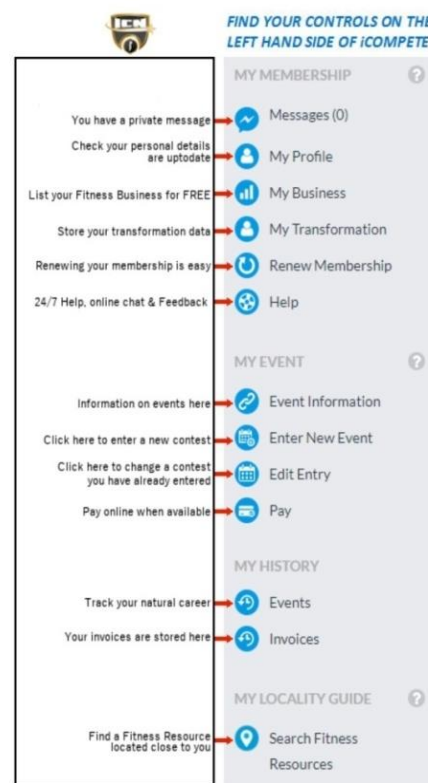 ICN
FIND YOUR CONTROLS ON THE
LEFT HAND SIDE OF iCOMPETE
MY MEMBERSHIP ?
You have a private message Messages (0)
Check your personal details
are uptodate My Profile
List your Fitness Business for FREE My Business
Store your transformation data My Transformation
Renewing your membership is easy Renew Membership
24/7 Help, online chat & Feedback Help
MY EVENT ?
Information on events here Event Information
Click here to enter a new contest Enter New Event
Click here to change a contest
you have already entered Edit Entry
Pay online when available Pay
MY HISTORY
Track your natural career Events
Your invoices are stored here Invoices
MY LOCALITY GUIDE ?
Find a Fitness Resource
located close to you Search Fitness
Resources